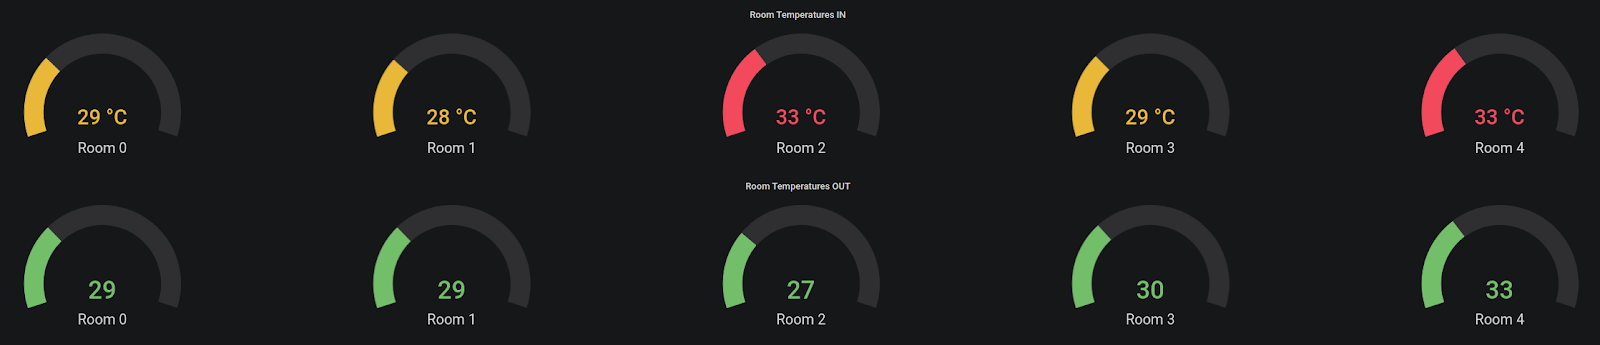 Room Temperatures IN
29 °C
28 °C
33 °C
29 °C
33 °C
Room 0
Room 1
Room 2
Room 3
Room 4
Room Temperatures OUT
29
29
27
30
33
Room 0
Room 1
Room 2
Room 3
Room 4